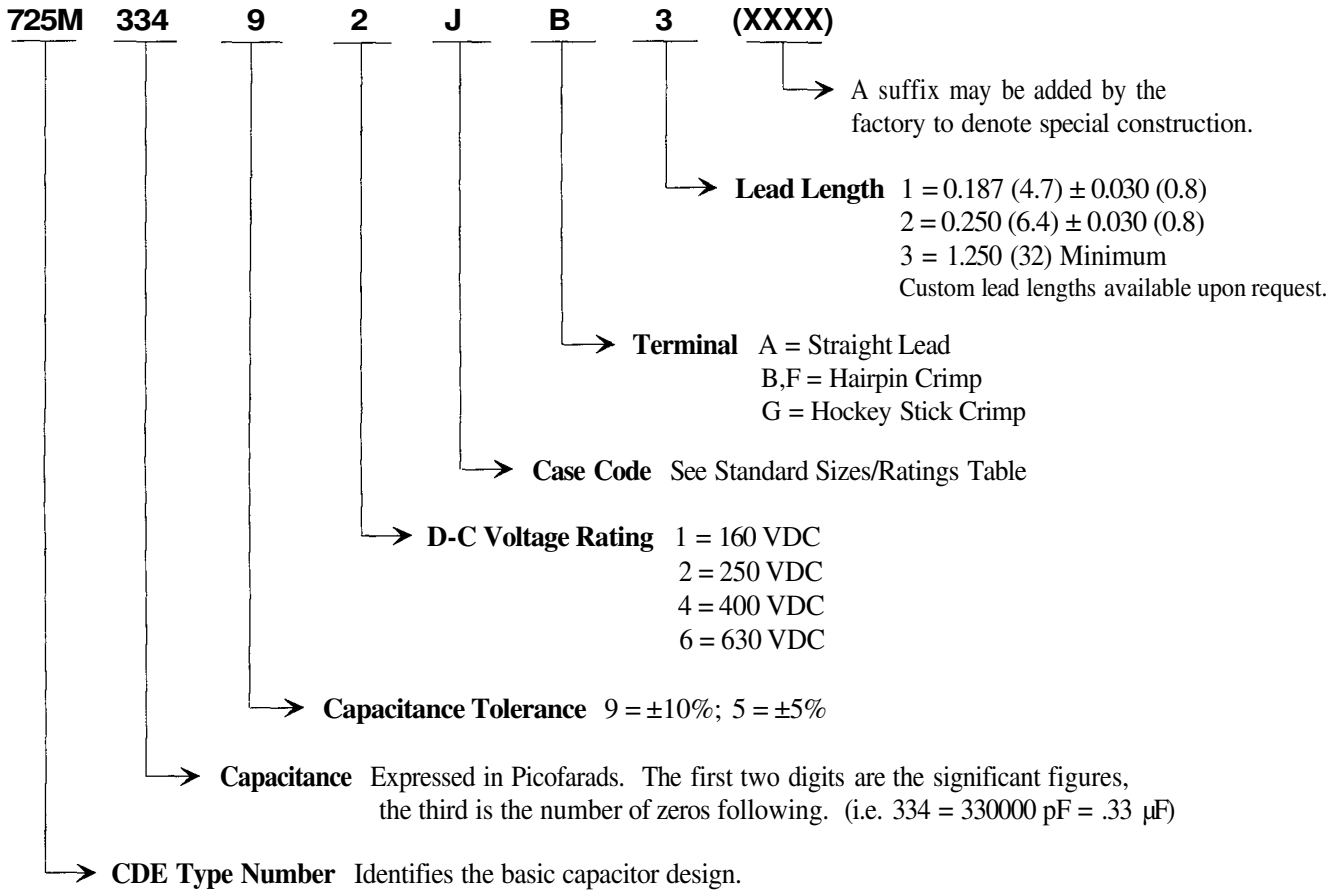 725M 334 9 2 J B 3 (XXXX)
A suffix may be added by the
factory to denote special construction.
Lead Length 1 = 0.187 (4.7) ± 0.030 (0.8)
2 = 0.250 (6.4) ± 0.030 (0.8)
3 = 1.250 (32) Minimum
Custom lead lengths available upon request.
Terminal A = Straight Lead
B,F = Hairpin Crimp
G = Hockey Stick Crimp
Case Code See Standard Sizes/Ratings Table
D-C Voltage Rating 1 = 160 VDC
2 = 250 VDC
4 = 400 VDC
6 = 630 VDC
Capacitance Tolerance 9 = ±10%; 5 = ±5%
Capacitance Expressed in Picofarads. The first two digits are the significant figures,
the third is the number of zeros following. (i.e. 334 = 330000 pF = .33 µF)
CDE Type Number Identifies the basic capacitor design.